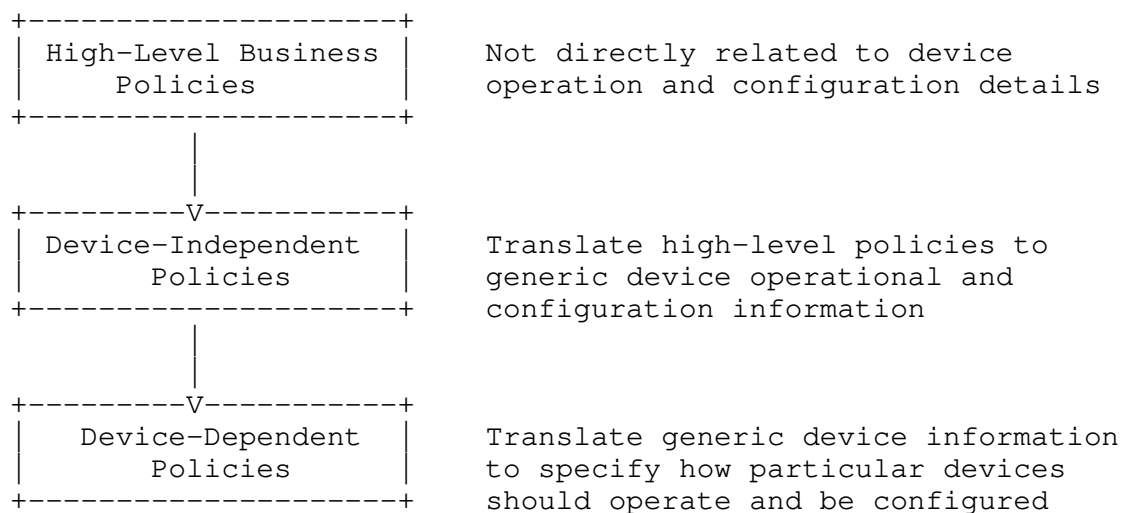 +---------------------+
| High-Level Business |    Not directly related to device
|      Policies       |    operation and configuration details
+---------------------+
          |
          |
+---------V-----------+
| Device-Independent  |    Translate high-level policies to
|      Policies       |    generic device operational and
+---------------------+    configuration information
          |
          |
+---------V-----------+
|   Device-Dependent  |    Translate generic device information
|      Policies       |    to specify how particular devices
+---------------------+    should operate and be configured